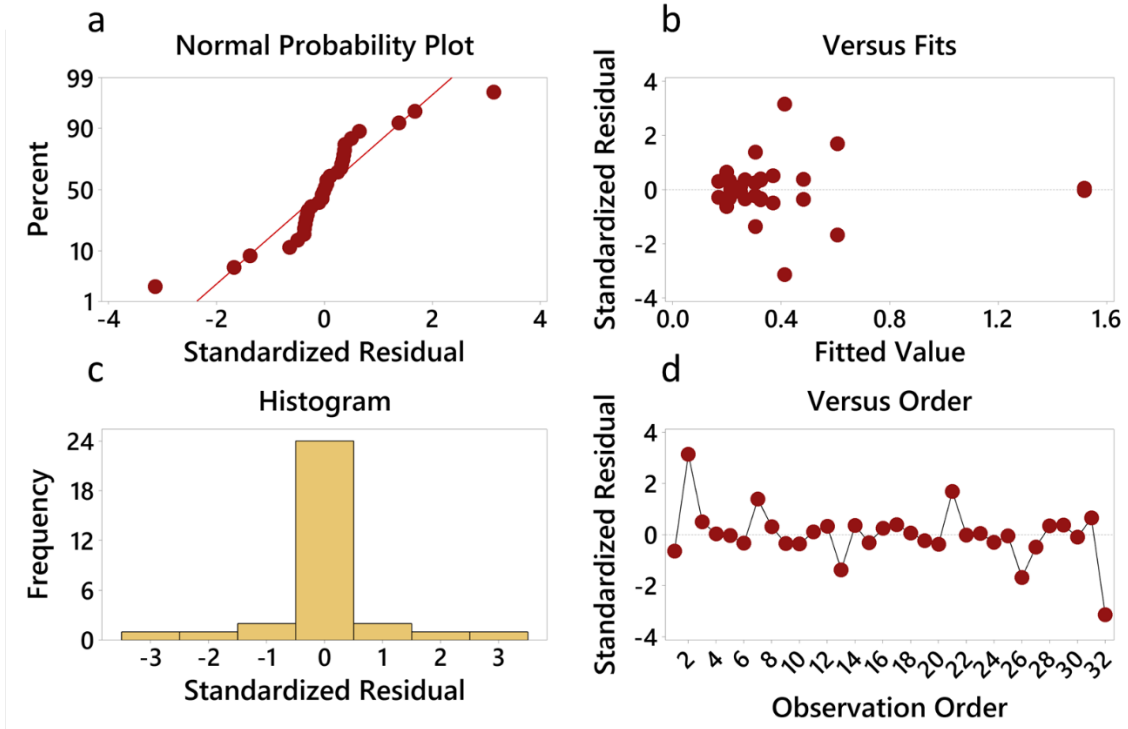 a
Normal Probability Plot
99
90
50
10
1
Percent
-4 -2 0 2 4
Standardized Residual
b
Versus Fits
4
2
0
-2
-4
Standardized Residual
0.0 0.4 0.8 1.2 1.6
Fitted Value
c
Histogram
24
18
12
6
0
Frequency
-3 -2 -1 0 1 2 3
Standardized Residual
d
Versus Order
4
2
0
-2
-4
Standardized Residual
2 4 6 8 10 12 14 16 18 20 22 24 26 28 30 32
Observation Order